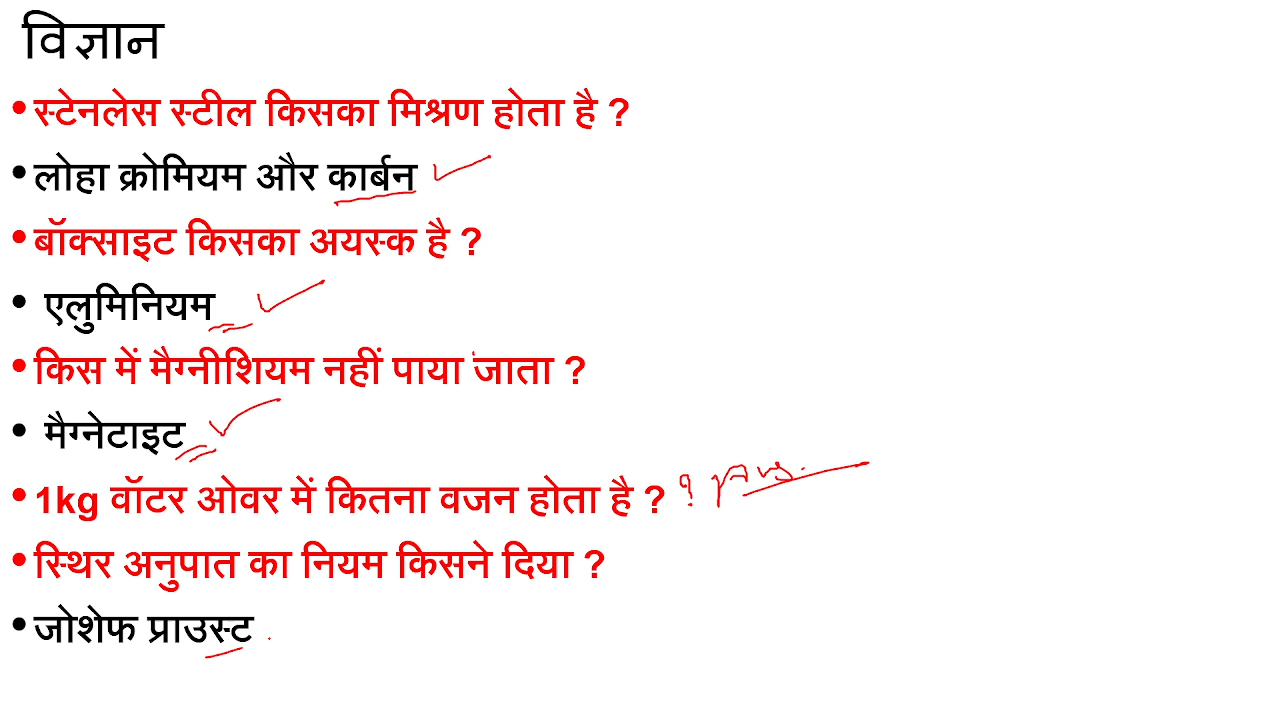 विज्ञान
•स्टेनलेस स्टील किसका मिश्रण होता है ?
•लोहा क्रोमियम और कार्बन
•बॉक्साइट किसका अयस्क है ?
• एलुमिनियम
•किस में मैग्नीशियम नहीं पाया जाता ?
• मैग्नेटाइट
•1kg वॉटर ओवर में कितना वजन होता है ? ? Ans.
•स्थिर अनुपात का नियम किसने दिया ?
•जोशेफ प्राउस्ट